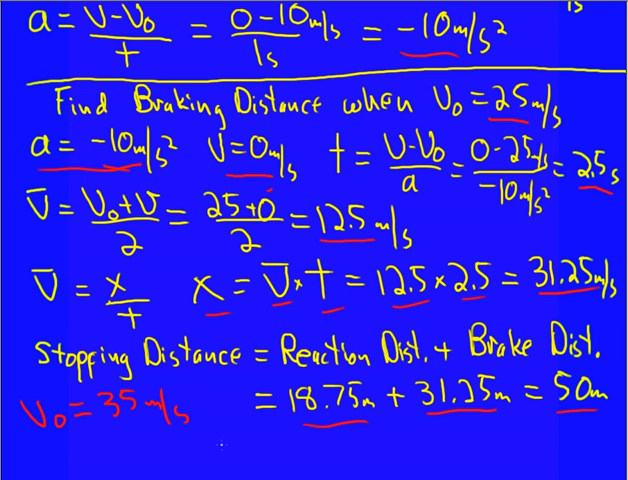 1s
a = V-V₀/t = 0-10m/s/1s = -10m/s²
Find Braking Distance when V₀ = 25m/s
a = -10m/s² V=0m/s t = V-V₀/a = 0-25m/s/-10m/s² = 2.5s
V̅ = V₀+V/2 = 25+0/2 = 12.5m/s
V̅ = x/t x = V̅×t = 12.5×2.5 = 31.25m/s
Stopping Distance = Reaction Dist. + Brake Dist.
V₀=35m/s = 18.75m + 31.25m = 50m